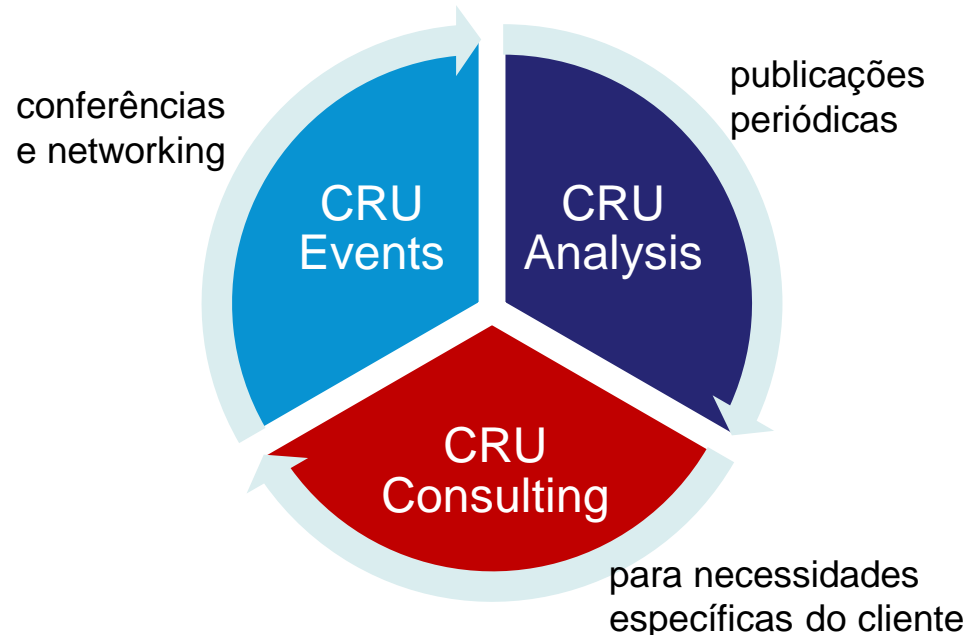 conferências
e networking
publicações
periódicas
CRU
Events
CRU
Analysis
CRU
Consulting
para necessidades
específicas do cliente